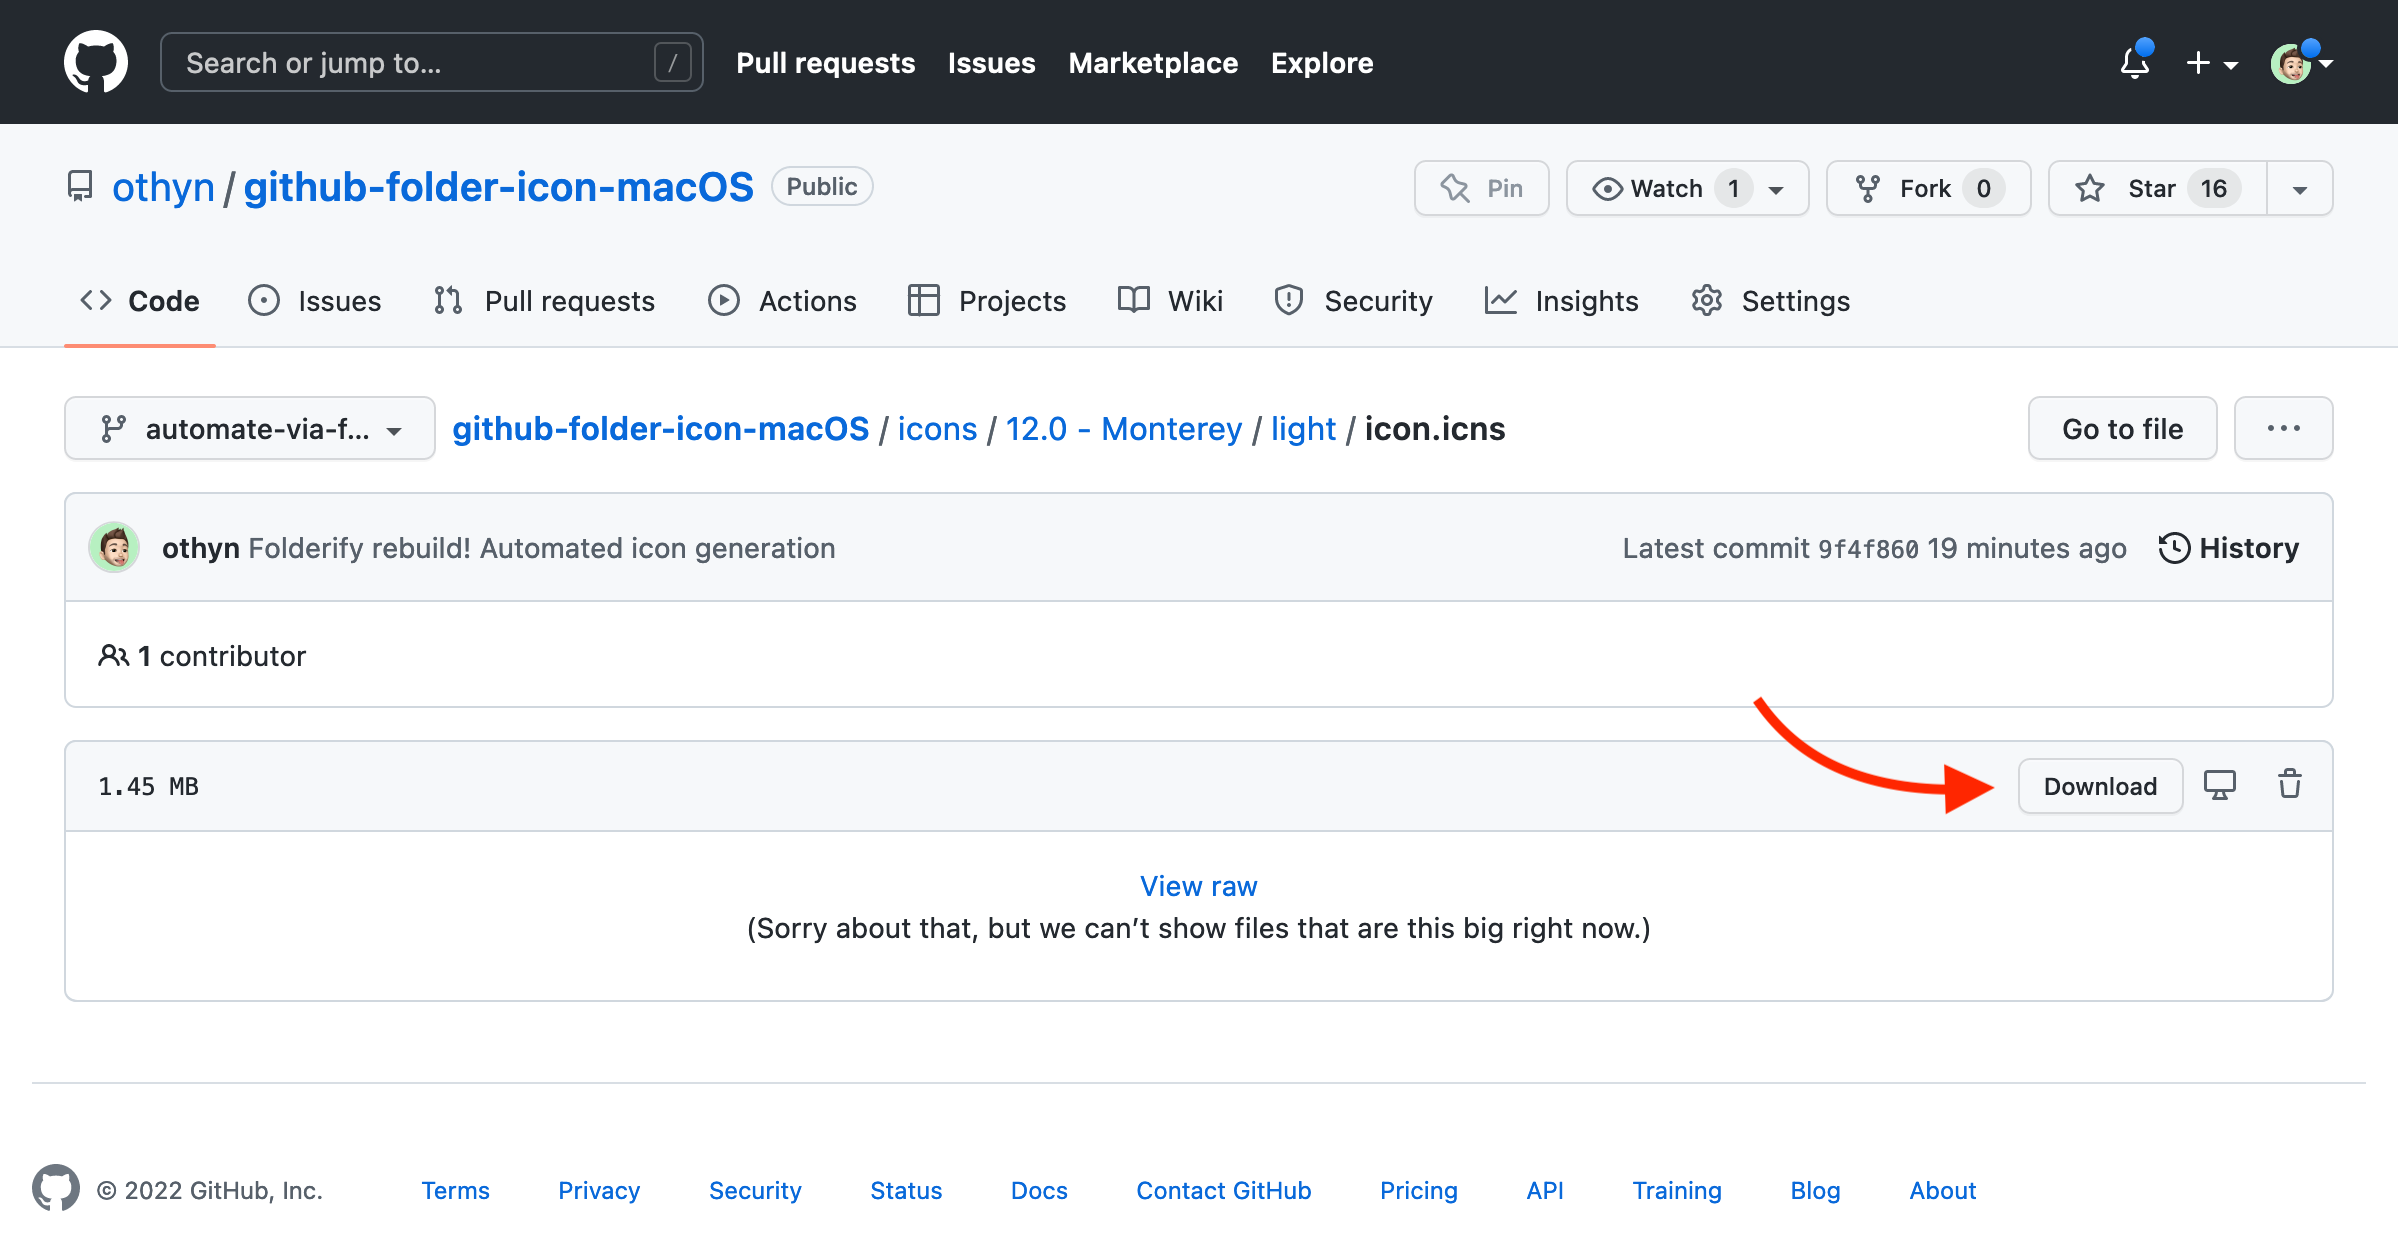 Search or jump to... /
Pull requests Issues Marketplace Explore
othyn / github-folder-icon-macOS Public
Pin Watch 1 Fork 0 Star 16
Code Issues Pull requests Actions Projects Wiki Security Insights Settings
automate-via-f... github-folder-icon-macOS / icons / 12.0 - Monterey / light / icon.icns
Go to file ...
othyn Folderify rebuild! Automated icon generation
Latest commit 9f4f860 19 minutes ago History
1 contributor
1.45 MB
Download
View raw
(Sorry about that, but we can’t show files that are this big right now.)
© 2022 GitHub, Inc. Terms Privacy Security Status Docs Contact GitHub Pricing API Training Blog About